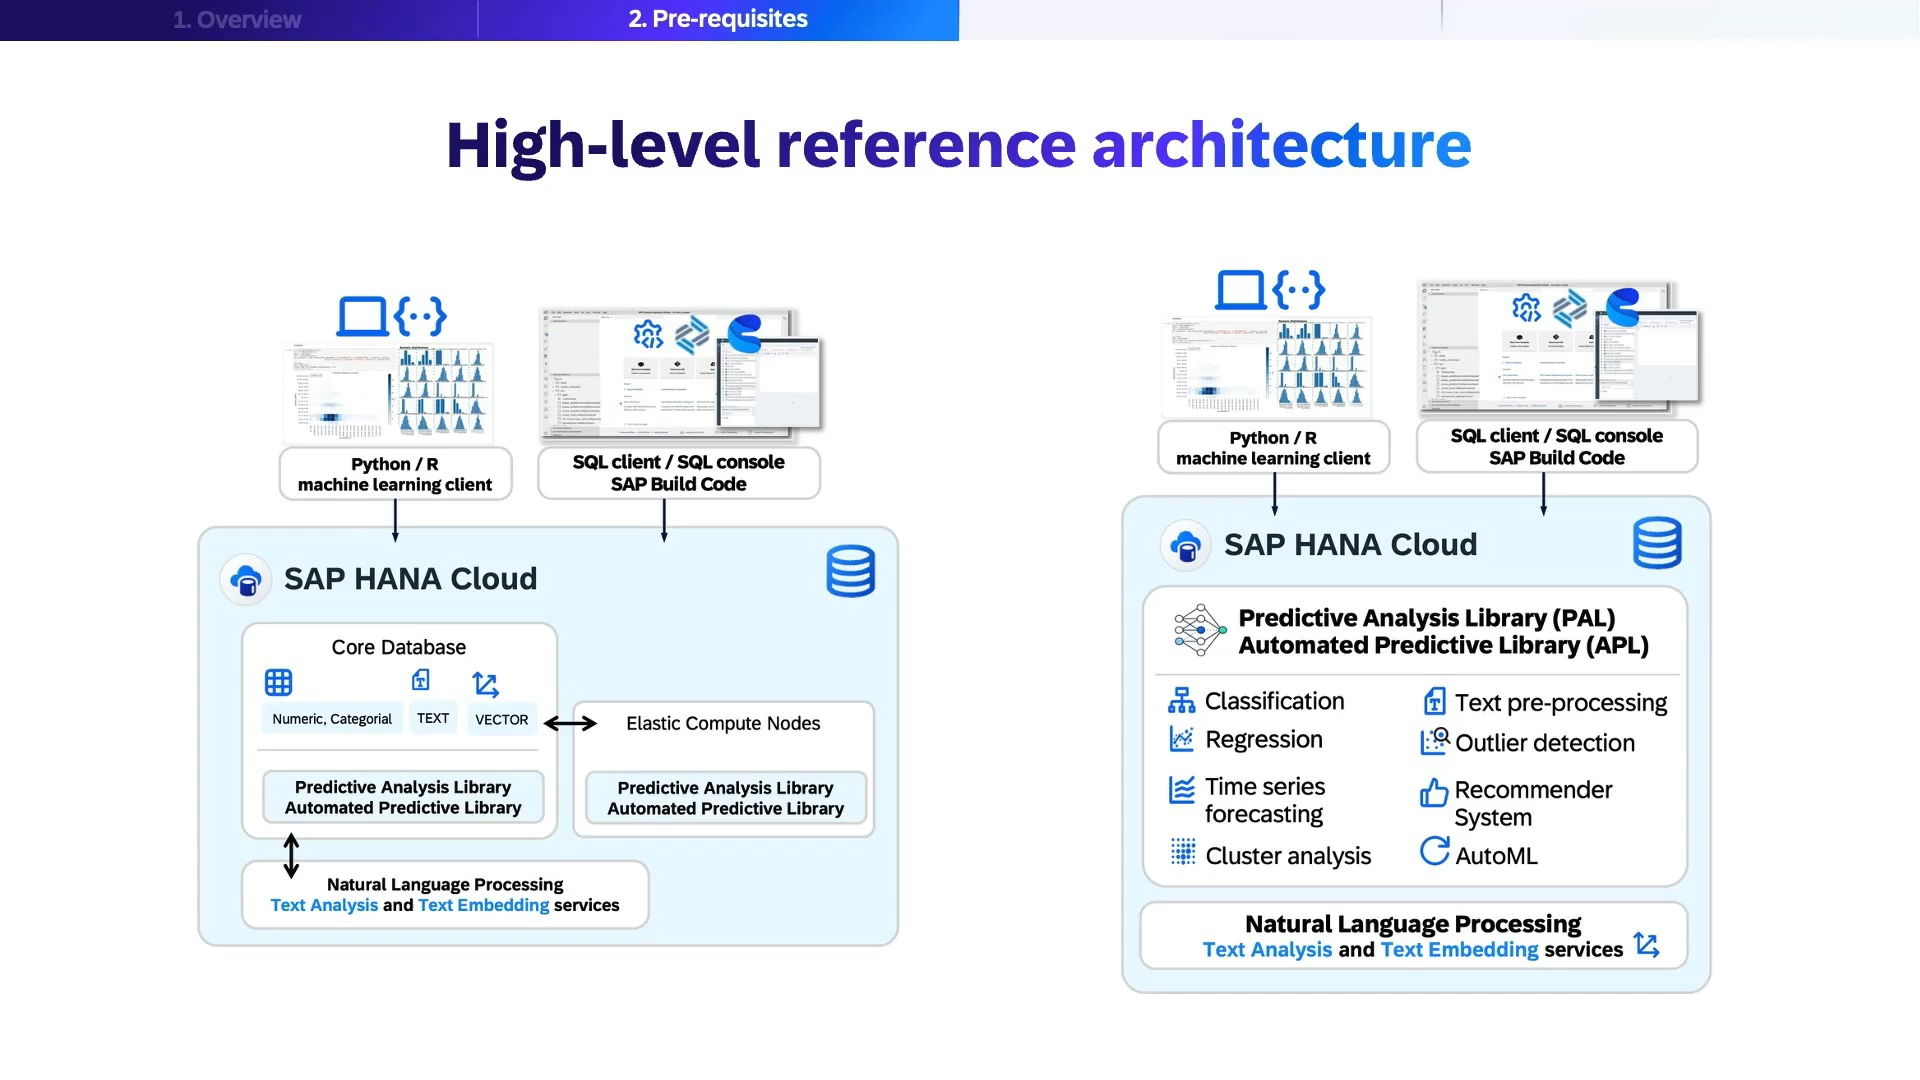 1. Overview
2. Pre-requisites
High-level reference architecture
Python / R
machine learning client
SQL client / SQL console
SAP Build Code
SAP HANA Cloud
Core Database
Numeric, Categorial
TEXT
VECTOR
Predictive Analysis Library
Automated Predictive Library
Elastic Compute Nodes
Predictive Analysis Library
Automated Predictive Library
Natural Language Processing
Text Analysis and Text Embedding services
Python / R
machine learning client
SQL client / SQL console
SAP Build Code
SAP HANA Cloud
Predictive Analysis Library (PAL)
Automated Predictive Library (APL)
Classification
Regression
Time series
forecasting
Cluster analysis
Text pre-processing
Outlier detection
Recommender
System
AutoML
Natural Language Processing
Text Analysis and Text Embedding services